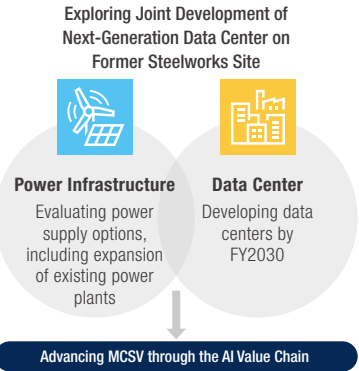 Exploring Joint Development of
Next-Generation Data Center on
Former Steelworks Site
Power Infrastructure
Evaluating power
supply options,
including expansion
of existing power
plants
Data Center
Developing data
centers by
FY2030
Advancing MCSV through the AI Value Chain